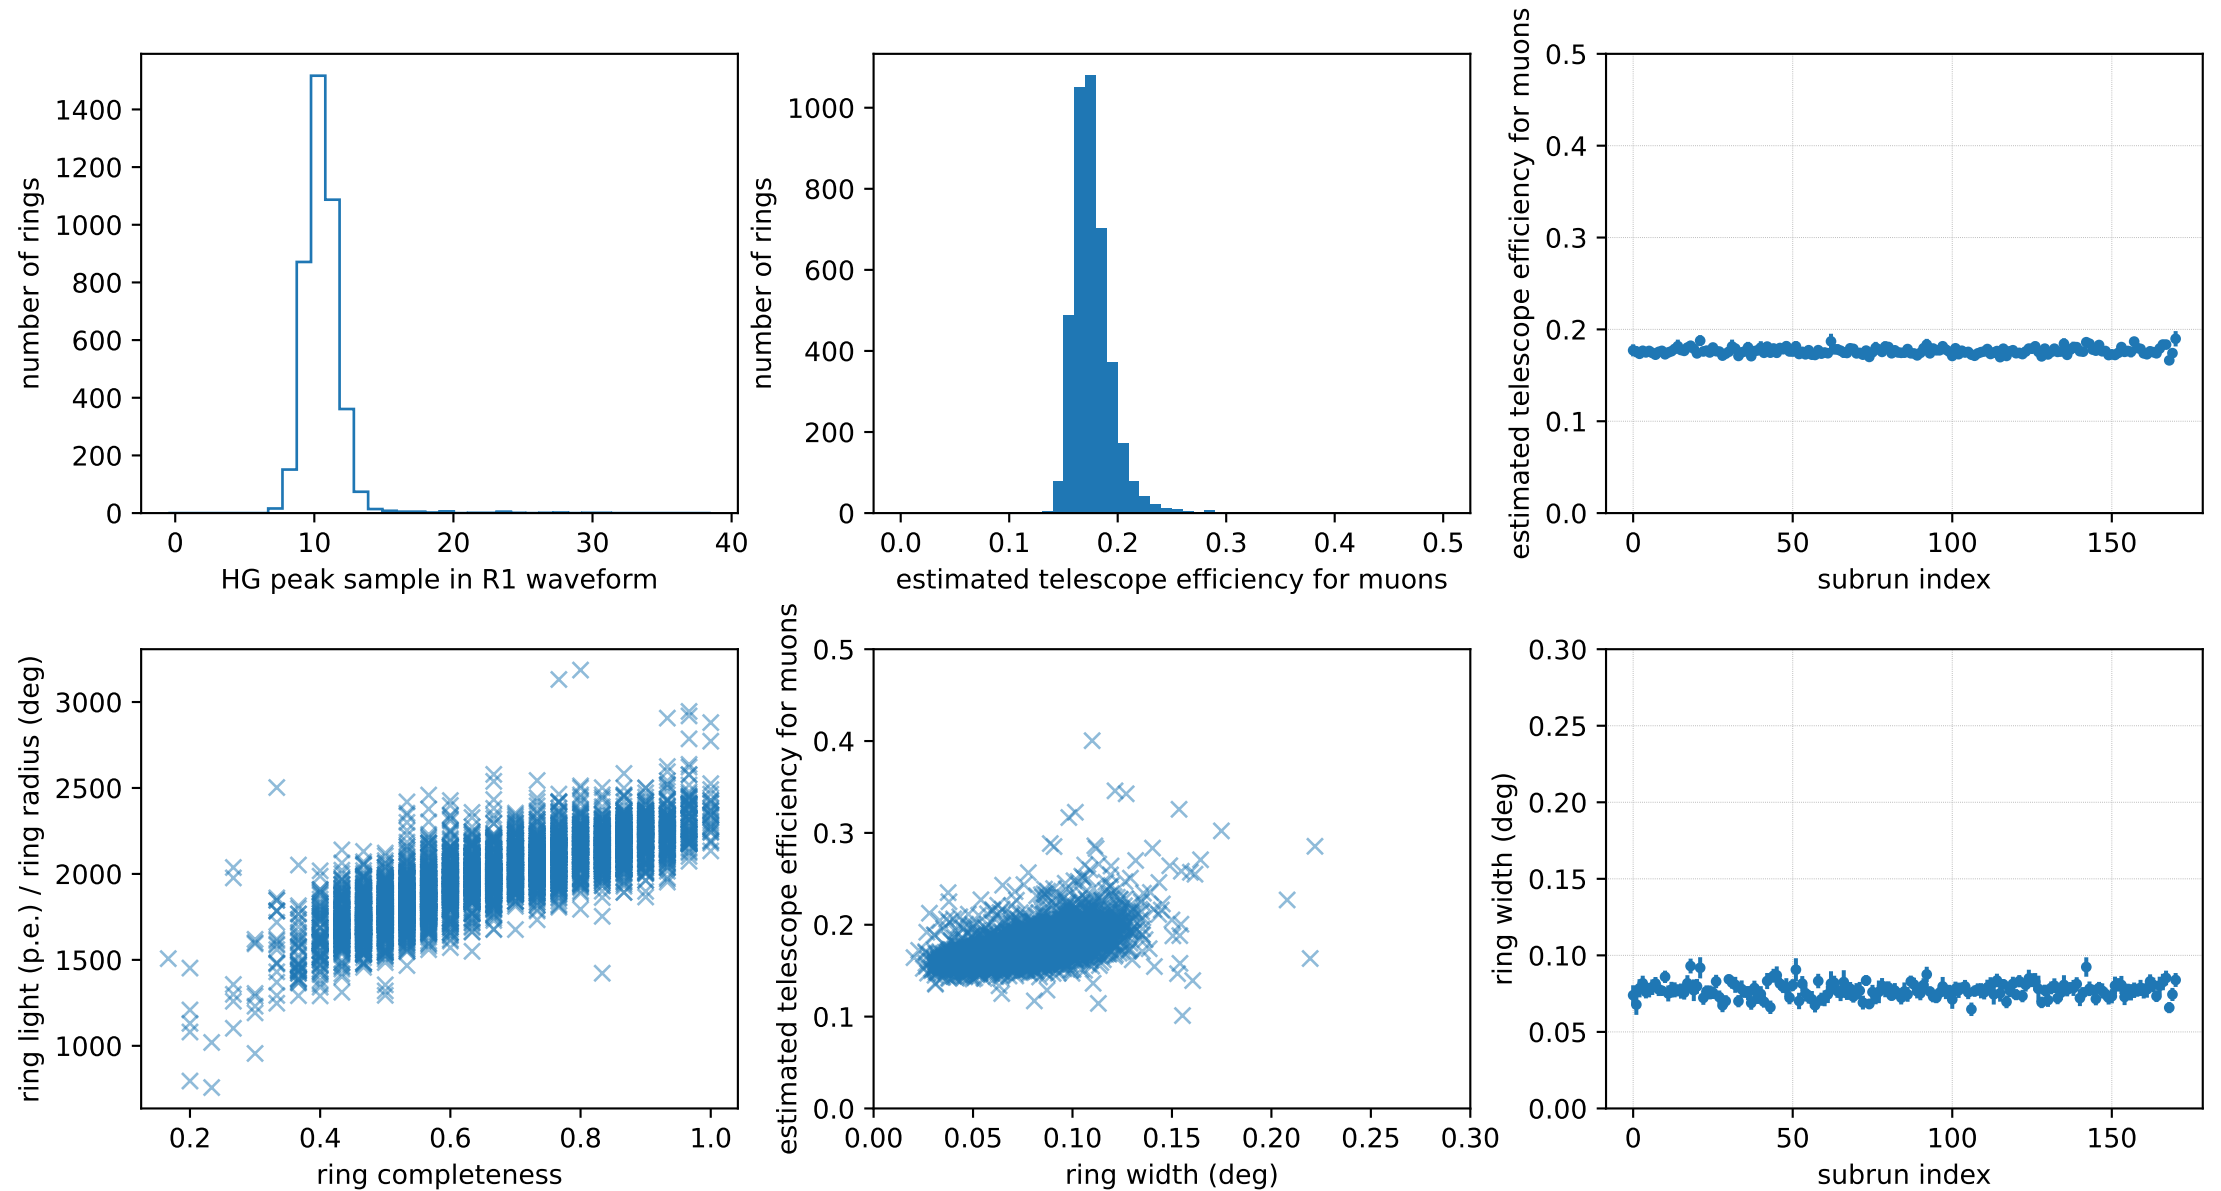 number of rings
1400
1200
1000
800
600
400
200
0
0 10 20 30 40
HG peak sample in R1 waveform
number of rings
1000
800
600
400
200
0
0.0 0.1 0.2 0.3 0.4 0.5
estimated telescope efficiency for muons
estimated telescope efficiency for muons
0.5
0.4
0.3
0.2
0.1
0.0
0 50 100 150
subrun index
ring light (p.e.) / ring radius (deg)
3000
2500
2000
1500
1000
0.2 0.4 0.6 0.8 1.0
ring completeness
estimated telescope efficiency for muons
0.5
0.4
0.3
0.2
0.1
0.0
0.00 0.05 0.10 0.15 0.20 0.25 0.30
ring width (deg)
ring width (deg)
0.30
0.25
0.20
0.15
0.10
0.05
0.00
0 50 100 150
subrun index